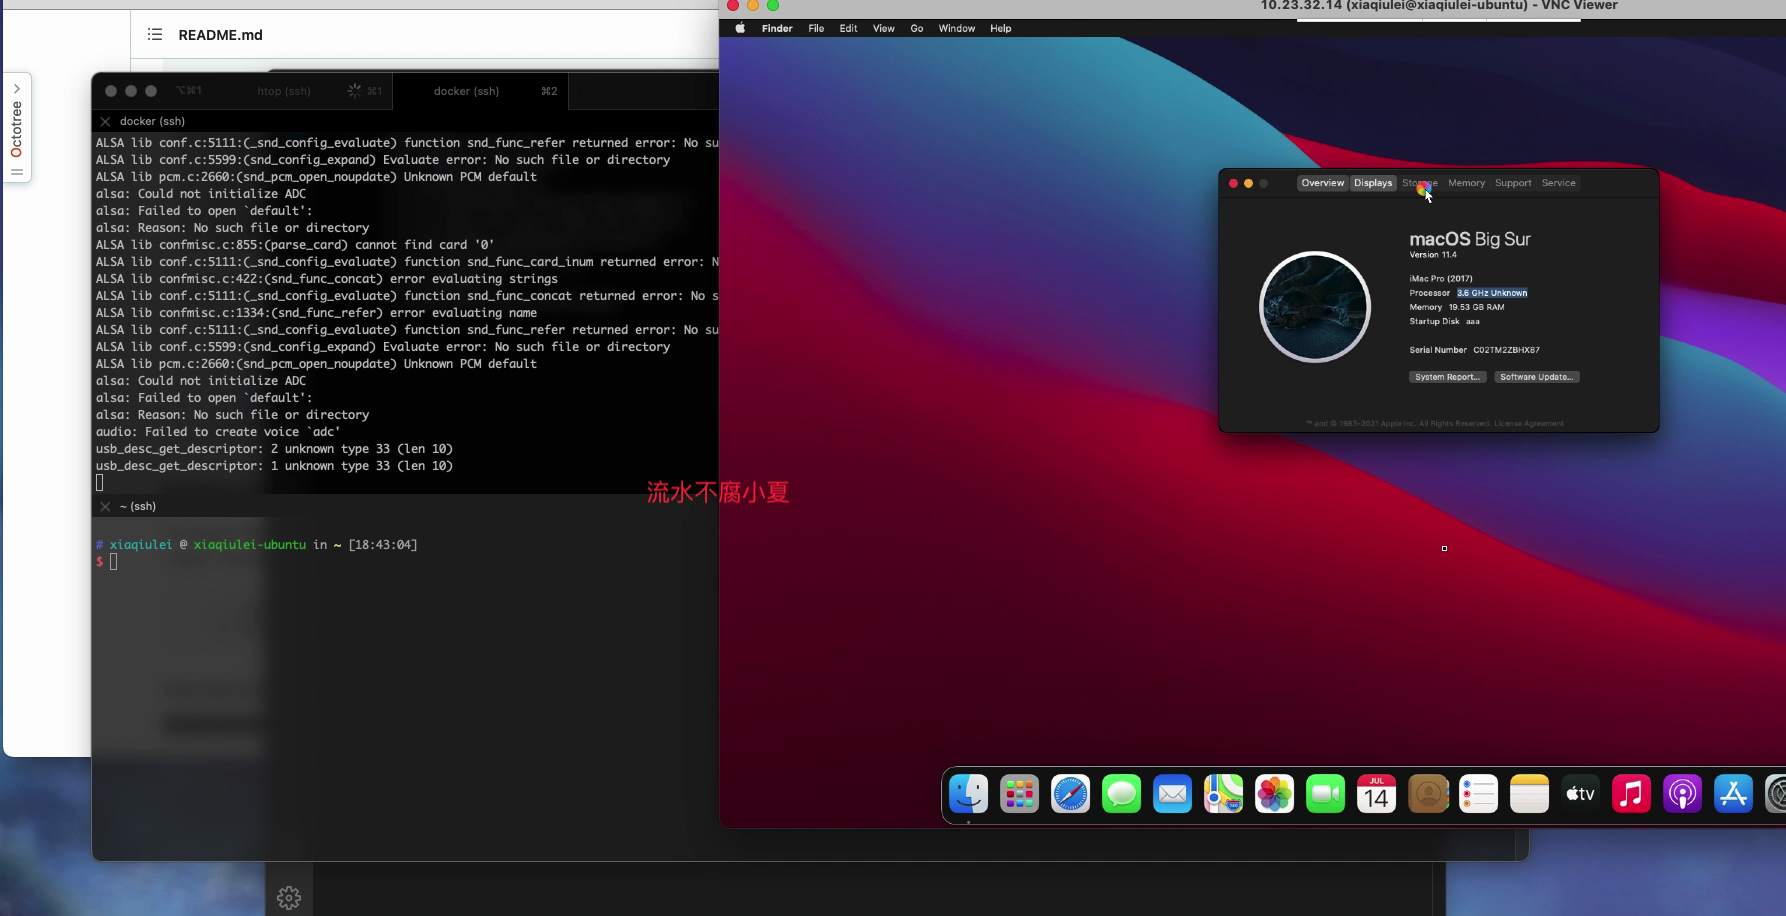 README.md
Octotree
⌥⌘1
htop (ssh)
⌘1
docker (ssh)
⌘2
docker (ssh)
ALSA lib conf.c:5111:(_snd_config_evaluate) function snd_func_refer returned error: No su
ALSA lib conf.c:5599:(snd_config_expand) Evaluate error: No such file or directory
ALSA lib pcm.c:2660:(snd_pcm_open_noupdate) Unknown PCM default
alsa: Could not initialize ADC
alsa: Failed to open `default':
alsa: Reason: No such file or directory
ALSA lib confmisc.c:855:(parse_card) cannot find card '0'
ALSA lib conf.c:5111:(_snd_config_evaluate) function snd_func_card_inum returned error: N
ALSA lib confmisc.c:422:(snd_func_concat) error evaluating strings
ALSA lib conf.c:5111:(_snd_config_evaluate) function snd_func_concat returned error: No s
ALSA lib confmisc.c:1334:(snd_func_refer) error evaluating name
ALSA lib conf.c:5111:(_snd_config_evaluate) function snd_func_refer returned error: No su
ALSA lib conf.c:5599:(snd_config_expand) Evaluate error: No such file or directory
ALSA lib pcm.c:2660:(snd_pcm_open_noupdate) Unknown PCM default
alsa: Could not initialize ADC
alsa: Failed to open `default':
alsa: Reason: No such file or directory
audio: Failed to create voice `adc'
usb_desc_get_descriptor: 2 unknown type 33 (len 10)
usb_desc_get_descriptor: 1 unknown type 33 (len 10)
~ (ssh)
# xiaqiulei @ xiaqiulei-ubuntu in ~ [18:43:04]
$
流水不腐小夏
10.23.32.14 (xiaqiulei@xiaqiulei-ubuntu) - VNC Viewer
Finder File Edit View Go Window Help
Overview Displays Storage Memory Support Service
macOS Big Sur
Version 11.4
iMac Pro (2017)
Processor 3.6 GHz Unknown
Memory 19.53 GB RAM
Startup Disk aaa
Serial Number C02TM2ZBHX87
System Report... Software Update...
™ and © 1983-2021 Apple Inc. All Rights Reserved. License Agreement
JUL
14
tv